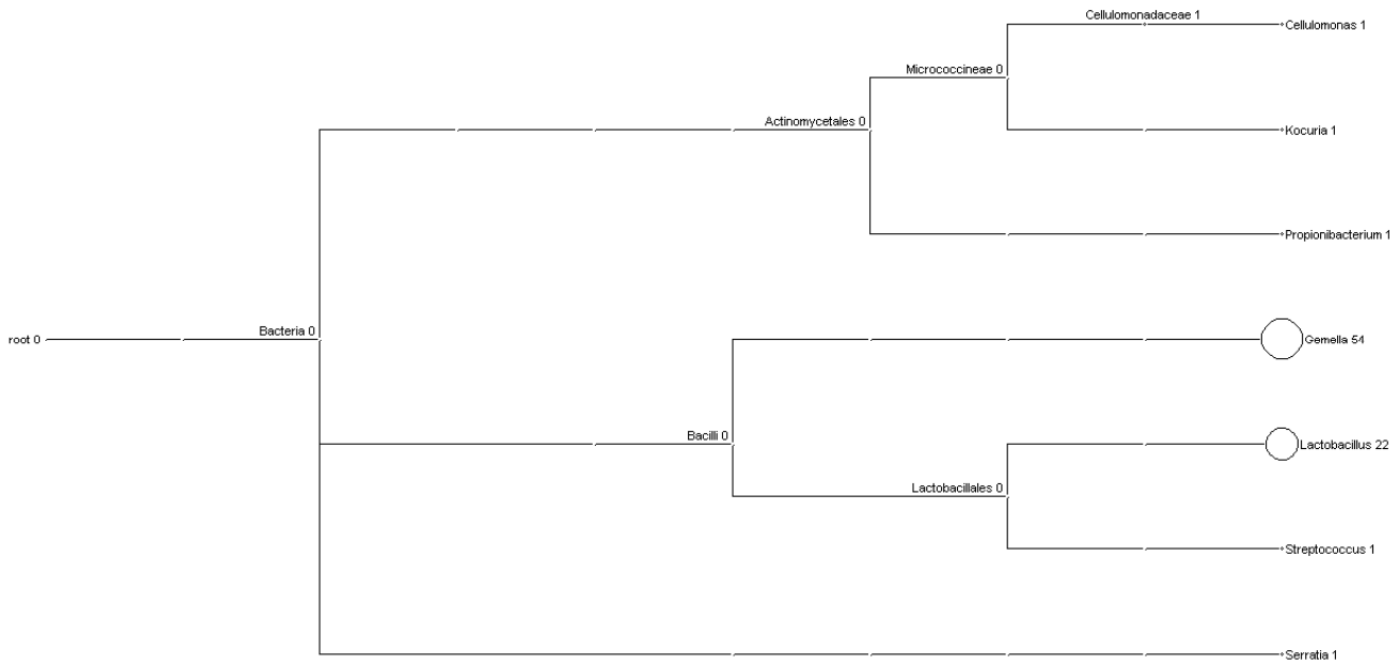 Cellulomonadaceae 1
Cellulomonas 1
Micrococcineae 0
Actinomycetales 0
Kocuria 1
Propionibacterium 1
Bacteria 0
root 0
Gemella 54
Bacilli 0
Lactobacillus 22
Lactobacillales 0
Streptococcus 1
Serratia 1